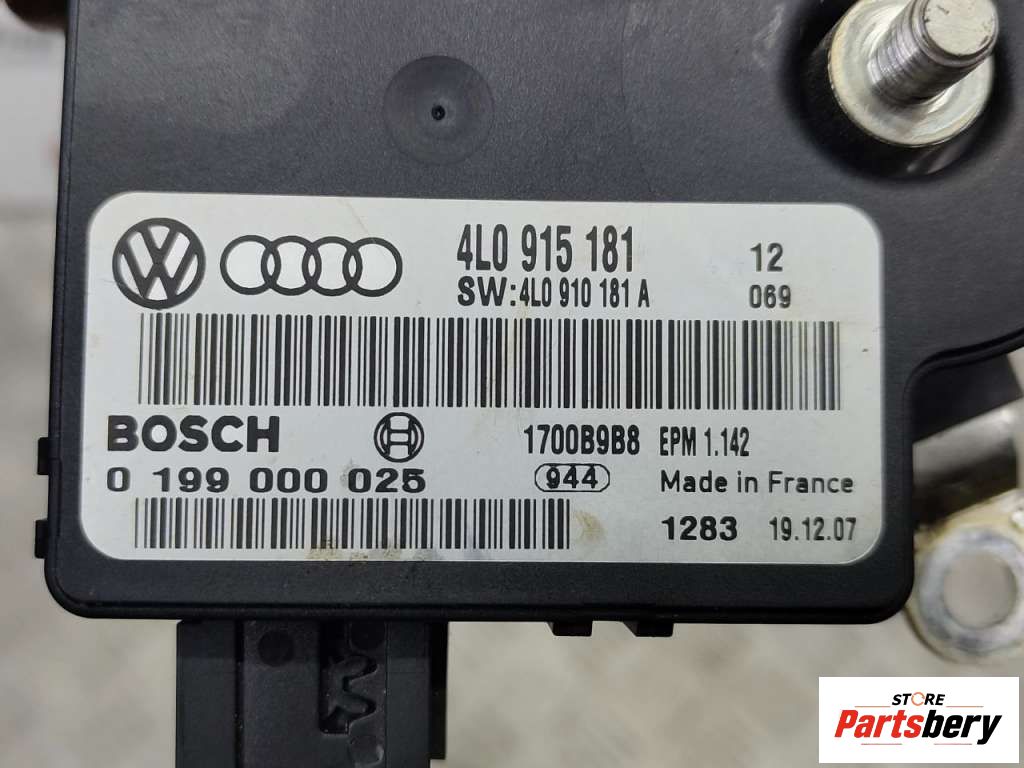 4L0 915 181 12
SW:4L0 910 181 A 069
BOSCH 1700B9B8 EPM 1.142
0 199 000 025 944 Made in France
1283 19.12.07
STORE
Partsbery